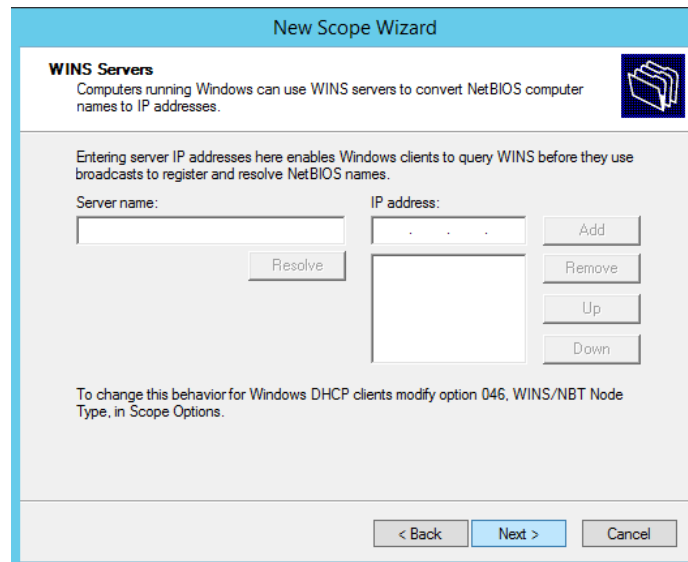 New Scope Wizard
WINS Servers
Computers running Windows can use WINS servers to convert NetBIOS computer
names to IP addresses.
Entering server IP addresses here enables Windows clients to query WINS before they use
broadcasts to register and resolve NetBIOS names.
Server name:
IP address:
Add
Resolve
Remove
Up
Down
To change this behavior for Windows DHCP clients modify option 046, WINS/NBT Node
Type, in Scope Options.
< Back
Next >
Cancel